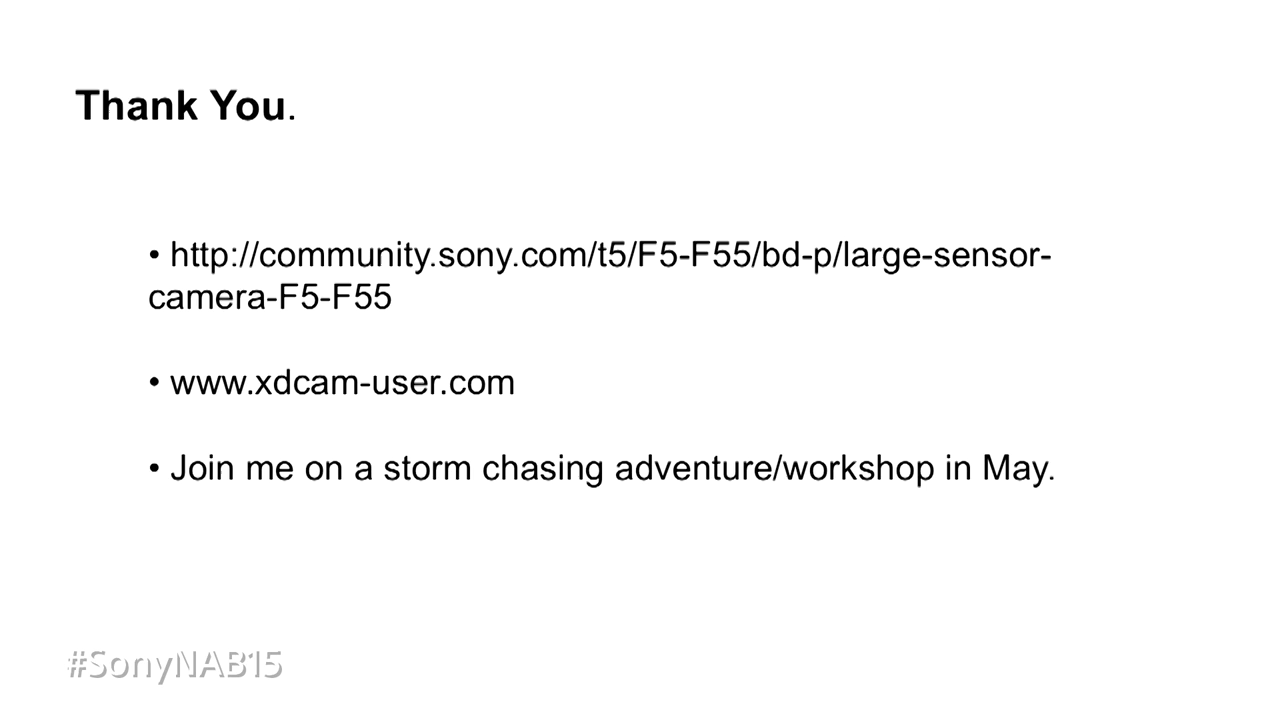 Thank You.
• http://community.sony.com/t5/F5-F55/bd-p/large-sensor-
camera-F5-F55
• www.xdcam-user.com
• Join me on a storm chasing adventure/workshop in May.
#SonyNAB15